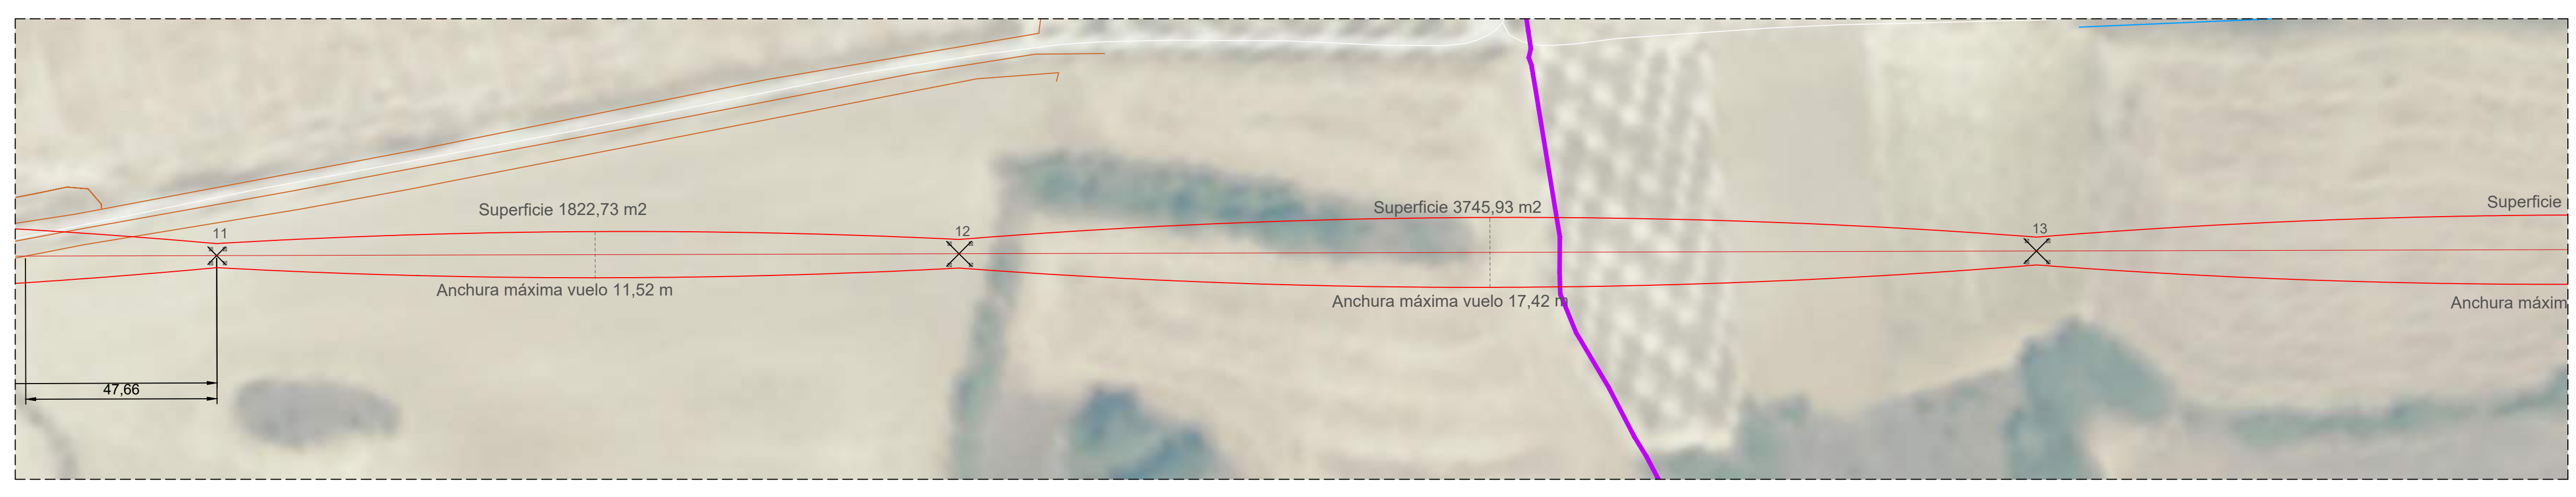 Superficie 1822,73 m2
Superficie 3745,93 m2
Superficie
11
12
13
Anchura máxima vuelo 11,52 m
Anchura máxima vuelo 17,42 m
Anchura máxim
47,66